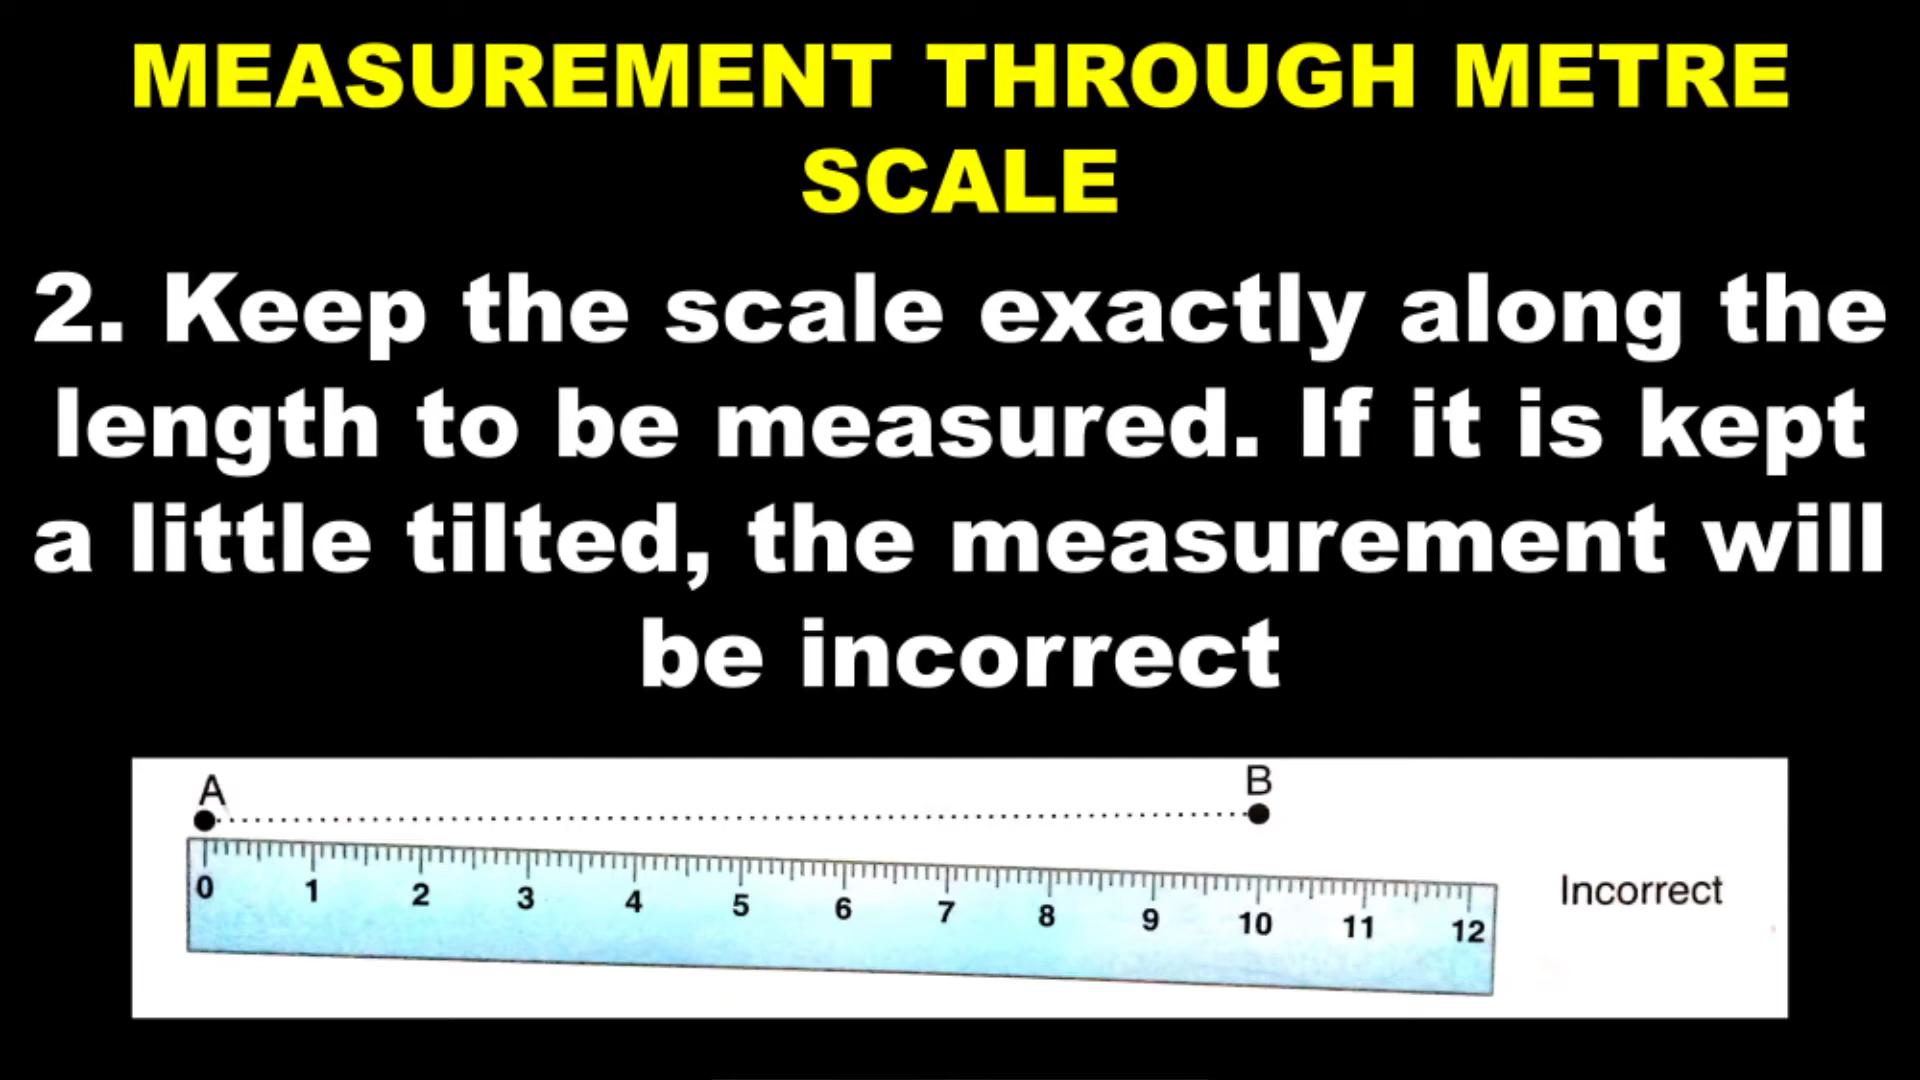 MEASUREMENT THROUGH METRE
SCALE
2. Keep the scale exactly along the
length to be measured. If it is kept
a little tilted, the measurement will
be incorrect
A B
0 1 2 3 4 5 6 7 8 9 10 11 12
Incorrect